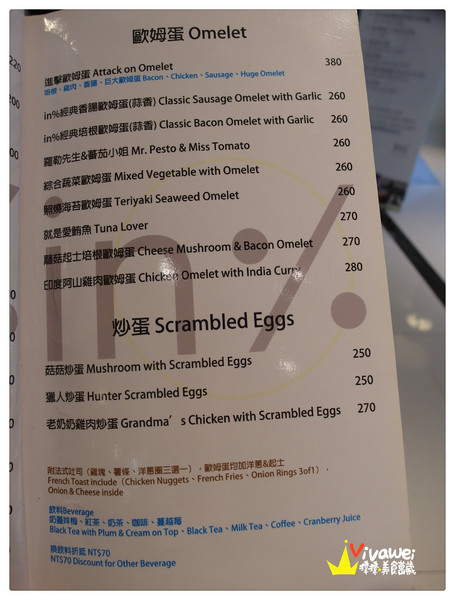 歐姆蛋 Omelet
進擊歐姆蛋 Attack on Omelet 380
培根、雞肉、香腸、巨大歐姆蛋 Bacon、Chicken、Sausage、Huge Omelet
in%經典香腸歐姆蛋(蒜香) Classic Sausage Omelet with Garlic 260
in%經典培根歐姆蛋(蒜香) Classic Bacon Omelet with Garlic 260
羅勒先生&蕃茄小姐 Mr. Pesto & Miss Tomato 260
綜合蔬菜歐姆蛋 Mixed Vegetable with Omelet 260
照燒海苔歐姆蛋 Teriyaki Seaweed Omelet 260
就是愛鮪魚 Tuna Lover 270
蘑菇起士培根歐姆蛋 Cheese Mushroom & Bacon Omelet 270
印度阿山雞肉歐姆蛋 Chicken Omelet with India Curry 280
in%
炒蛋 Scrambled Eggs
菇菇炒蛋 Mushroom with Scrambled Eggs 250
獵人炒蛋 Hunter Scrambled Eggs 250
老奶奶雞肉炒蛋 Grandma’s Chicken with Scrambled Eggs 270
附法式吐司（雞塊、薯條、洋蔥圈三選一），歐姆蛋均加洋蔥&起士
French Toast include（Chicken Nuggets、French Fries、Onion Rings 3of1），
Onion & Cheese inside
飲料Beverage
奶蓋妹梅、紅茶、奶茶、咖啡、蔓越莓
Black Tea with Plum & Cream on Top、Black Tea、Milk Tea、Coffee、Cranberry Juice
換飲料折抵 NT$70
NT$70 Discount for Other Beverage
Vivawei